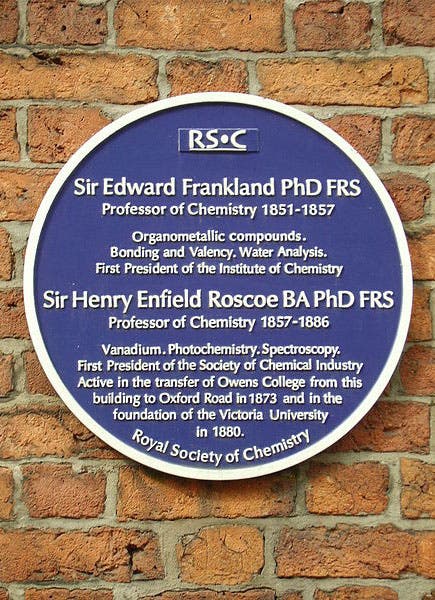 RS•C
Sir Edward Frankland PhD FRS
Professor of Chemistry 1851-1857
Organometallic compounds.
Bonding and Valency. Water Analysis.
First President of the Institute of Chemistry
Sir Henry Enfield Roscoe BA PhD FRS
Professor of Chemistry 1857-1886
Vanadium. Photochemistry. Spectroscopy.
First President of the Society of Chemical Industry
Active in the transfer of Owens College from this
building to Oxford Road in 1873 and in the
foundation of the Victoria University
in 1880.
Royal Society of Chemistry